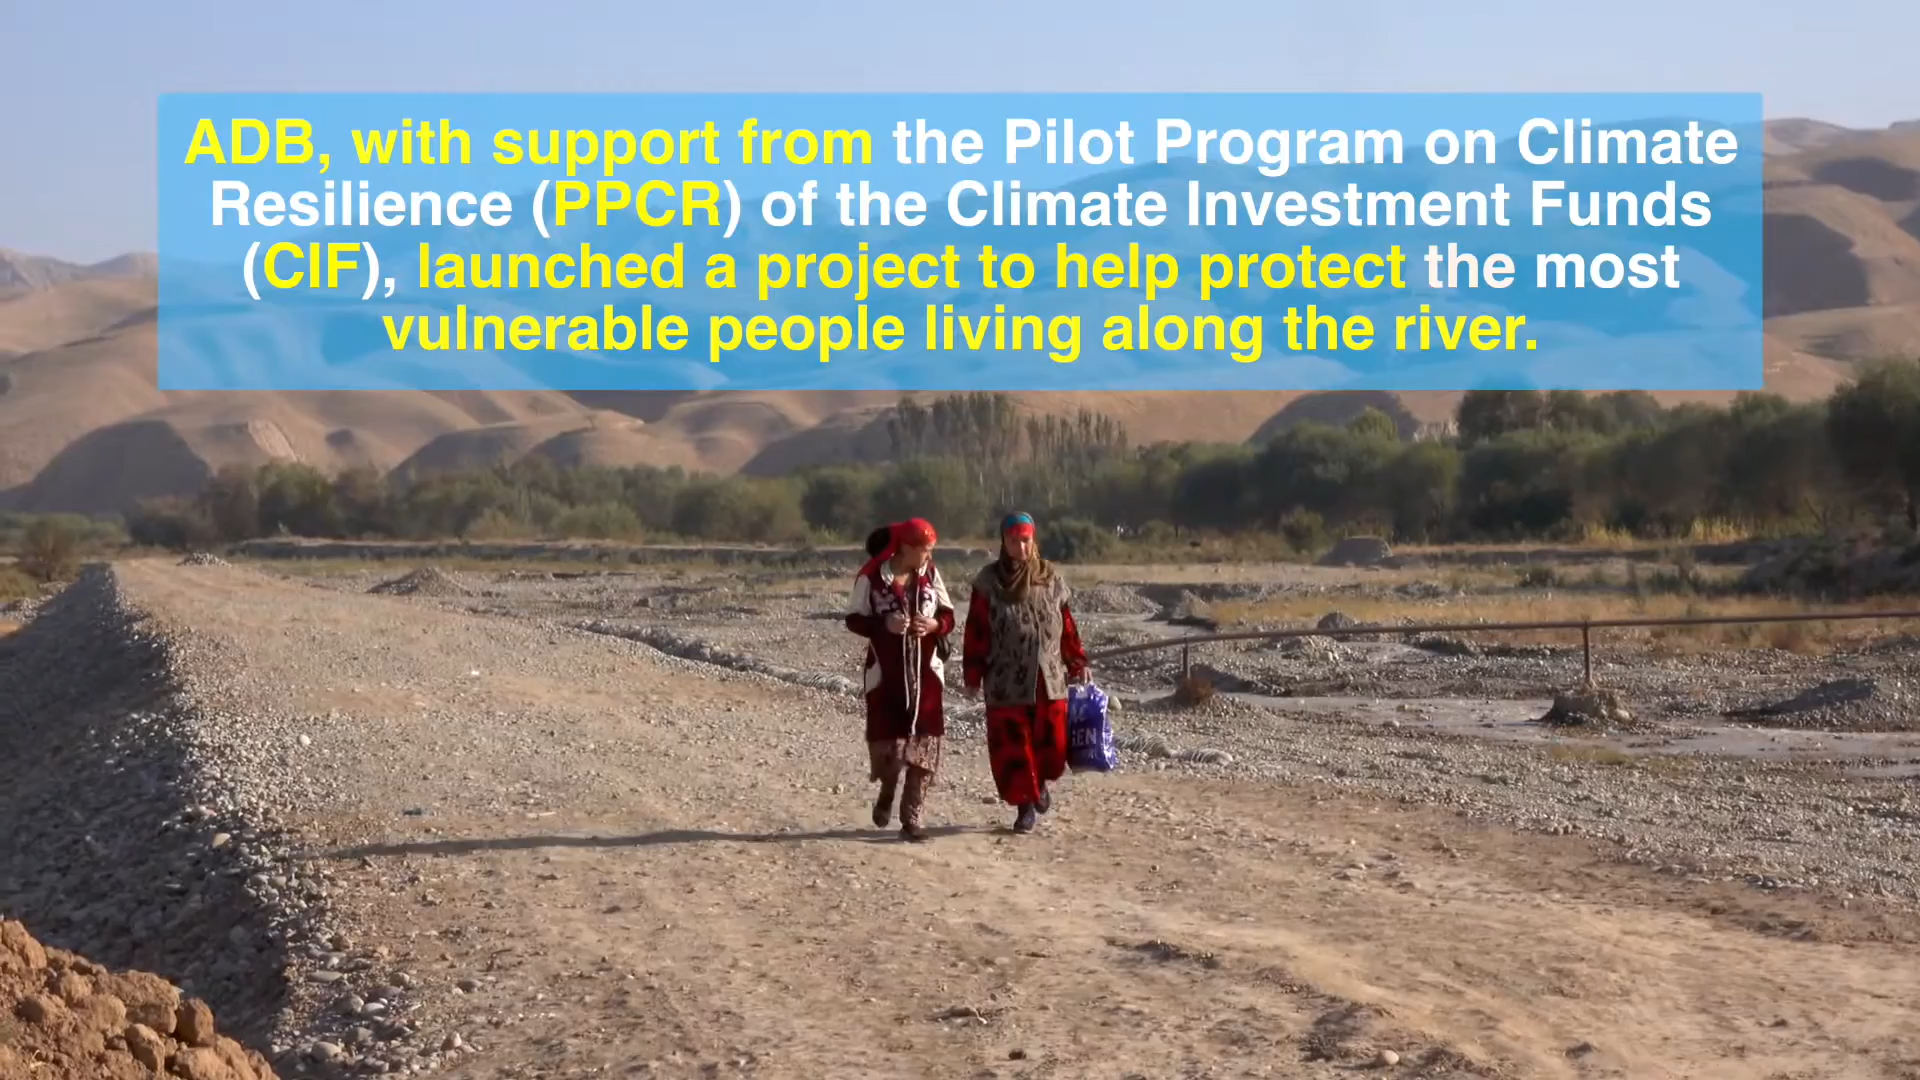 ADB, with support from the Pilot Program on Climate
Resilience (PPCR) of the Climate Investment Funds
(CIF), launched a project to help protect the most
vulnerable people living along the river.